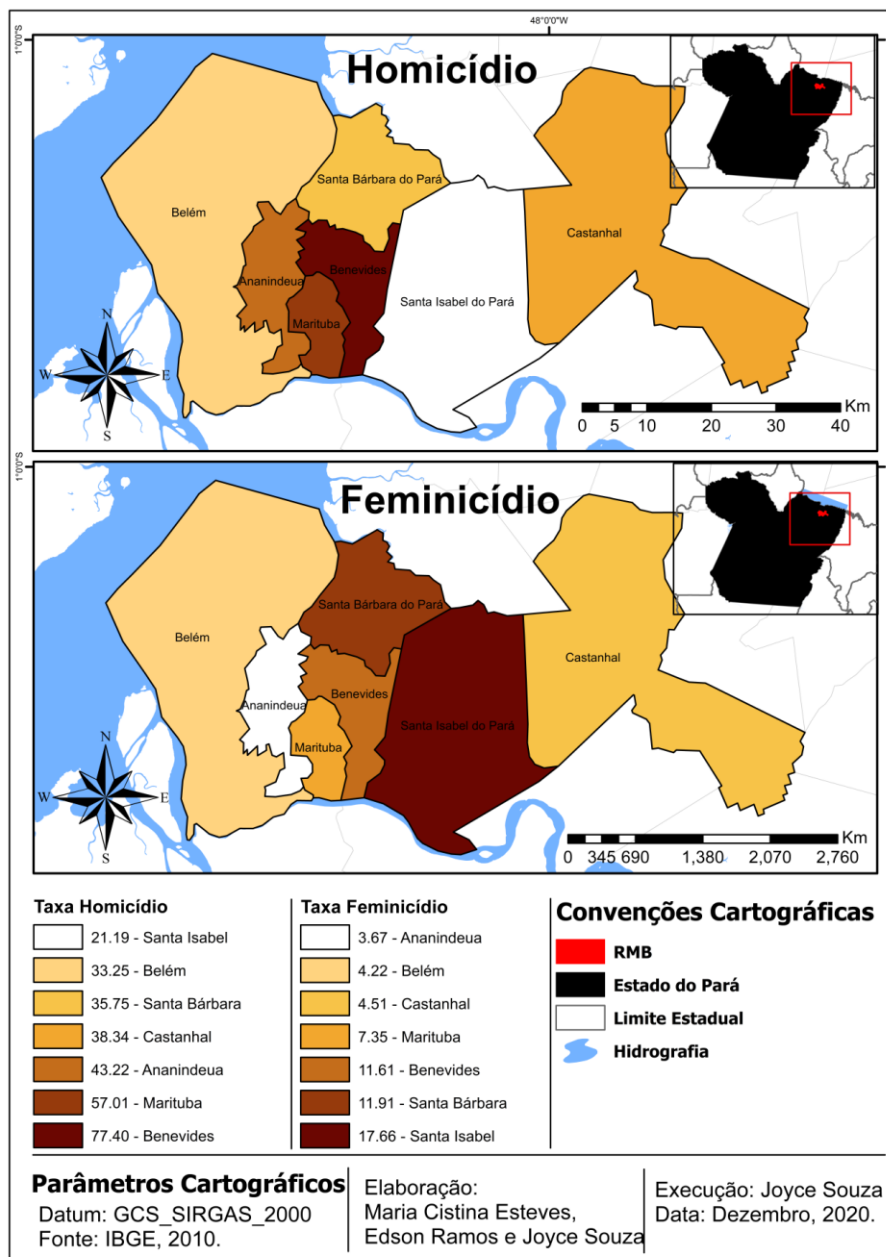 48°0'0"W
1°0'0"S
Homicídio
Santa Bárbara do Pará
Belém
Castanhal
Benevides
Ananindeua
Santa Isabel do Pará
Marituba
N
W E
S
Km
0 5 10 20 30 40
1°0'0"S
Feminicídio
Santa Bárbara do Pará
Belém
Castanhal
Benevides
Ananindeua
Santa Isabel do Pará
Marituba
N
W E
S
Km
0 345 690 1,380 2,070 2,760
Taxa Homicídio
21.19 - Santa Isabel
33.25 - Belém
35.75 - Santa Bárbara
38.34 - Castanhal
43.22 - Ananindeua
57.01 - Marituba
77.40 - Benevides
Taxa Feminicídio
3.67 - Ananindeua
4.22 - Belém
4.51 - Castanhal
7.35 - Marituba
11.61 - Benevides
11.91 - Santa Bárbara
17.66 - Santa Isabel
Convenções Cartográficas
RMB
Estado do Pará
Limite Estadual
Hidrografia
Parâmetros Cartográficos
Datum: GCS_SIRGAS_2000
Fonte: IBGE, 2010.
Elaboração:
Maria Cistina Esteves,
Edson Ramos e Joyce Souza
Execução: Joyce Souza
Data: Dezembro, 2020.